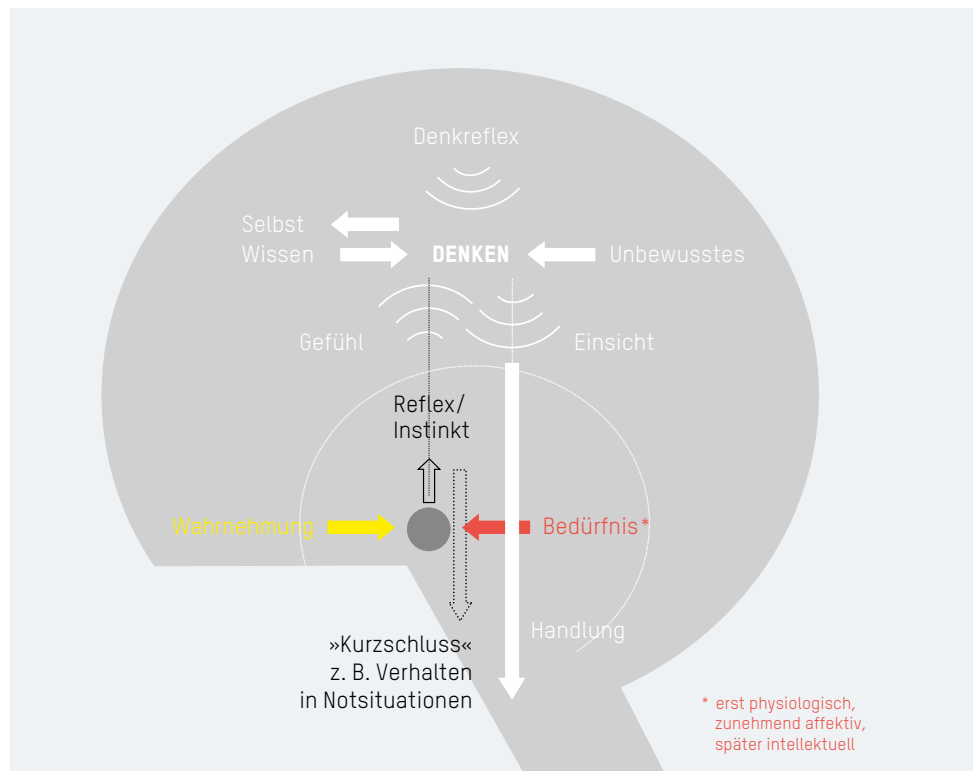 Denkreflex
Selbst
Wissen
DENKEN
Unbewusstes
Gefühl
Einsicht
Reflex/
Instinkt
Wahrnehmung
Bedürfnis*
Handlung
»Kurzschluss«
z. B. Verhalten
in Notsituationen
* erst physiologisch,
zunehmend affektiv,
später intellektuell